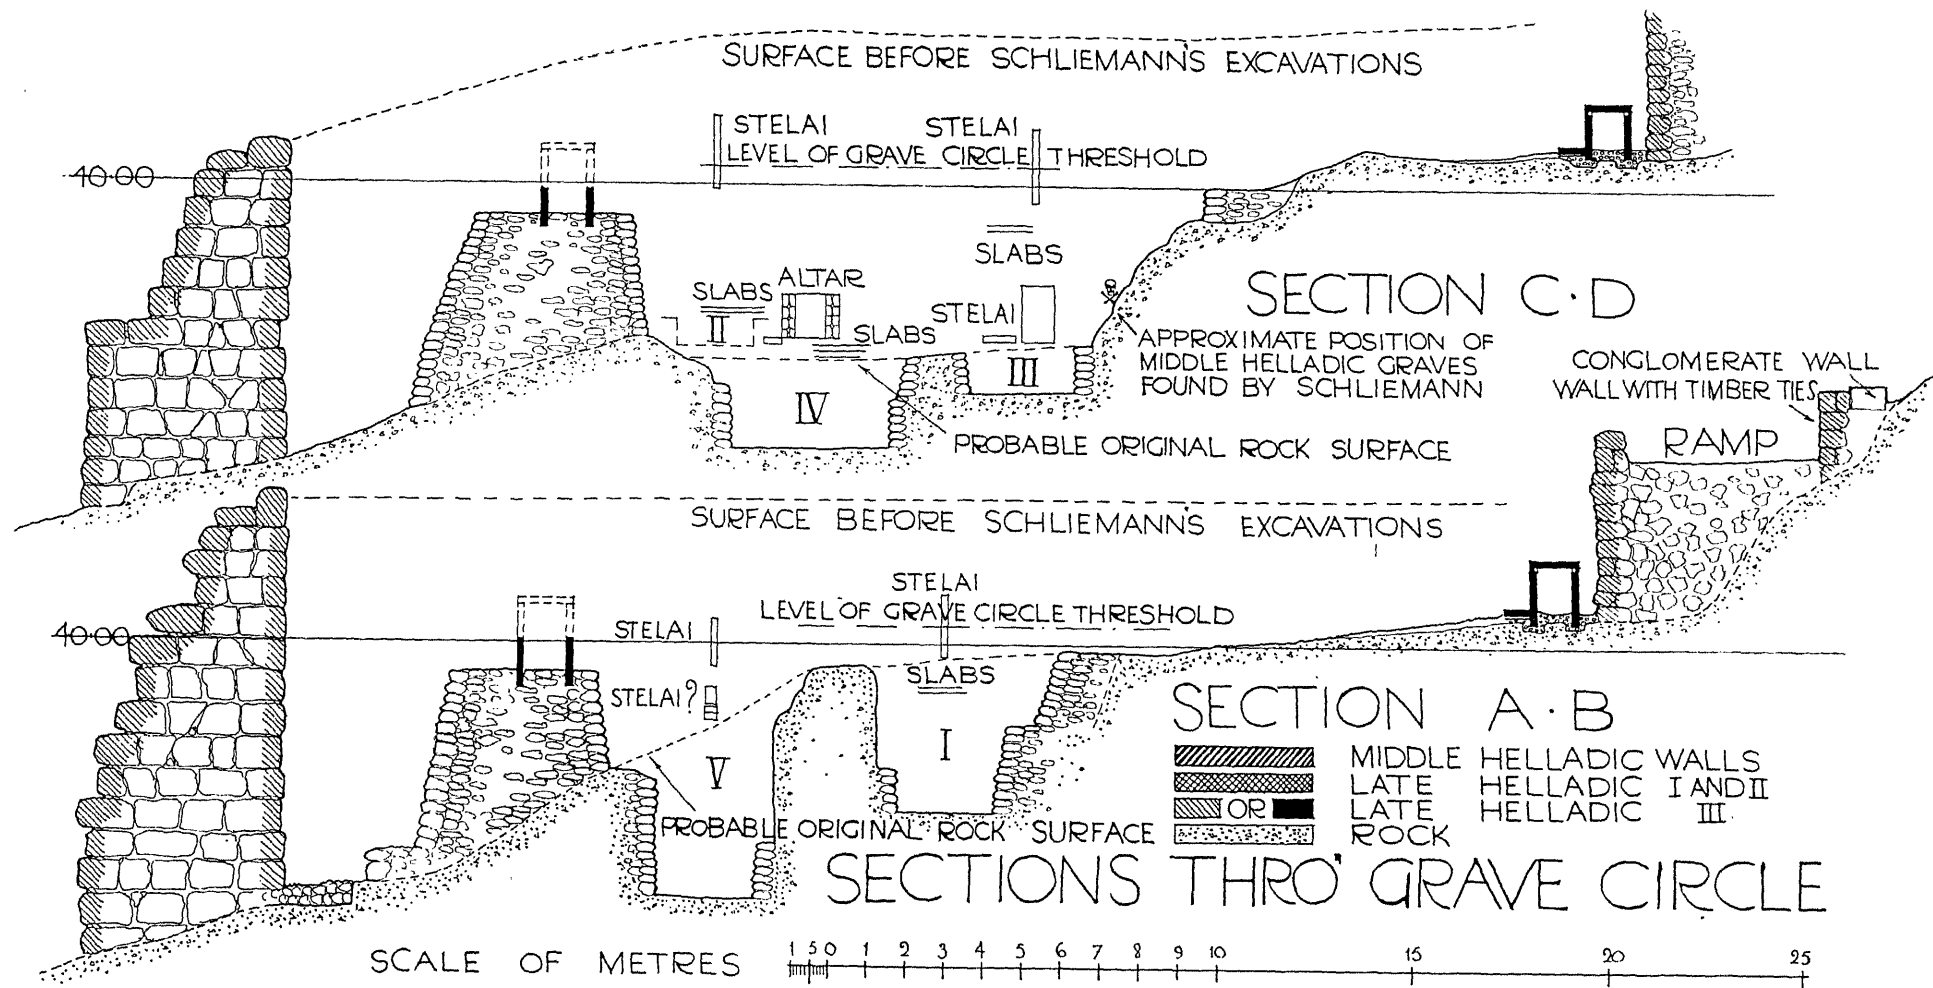 SURFACE BEFORE SCHLIEMANN'S EXCAVATIONS
STELAI
STELAI
LEVEL OF GRAVE CIRCLE THRESHOLD
40·00
SLABS
SECTION C·D
SLABS
ALTAR
II
STELAI
SLABS
III
IV
APPROXIMATE POSITION OF
MIDDLE HELLADIC GRAVES
FOUND BY SCHLIEMANN
CONGLOMERATE WALL
WALL WITH TIMBER TIES
RAMP
PROBABLE ORIGINAL ROCK SURFACE
SURFACE BEFORE SCHLIEMANN'S EXCAVATIONS
STELAI
LEVEL OF GRAVE CIRCLE THRESHOLD
40·00
STELAI
SLABS
STELAI?
V
I
PROBABLE ORIGINAL ROCK SURFACE
SECTION A·B
MIDDLE HELLADIC WALLS
LATE HELLADIC I AND II
OR LATE HELLADIC III
ROCK
SECTIONS THRO' GRAVE CIRCLE
SCALE OF METRES
1 5 0 1 2 3 4 5 6 7 8 9 10 15 20 25